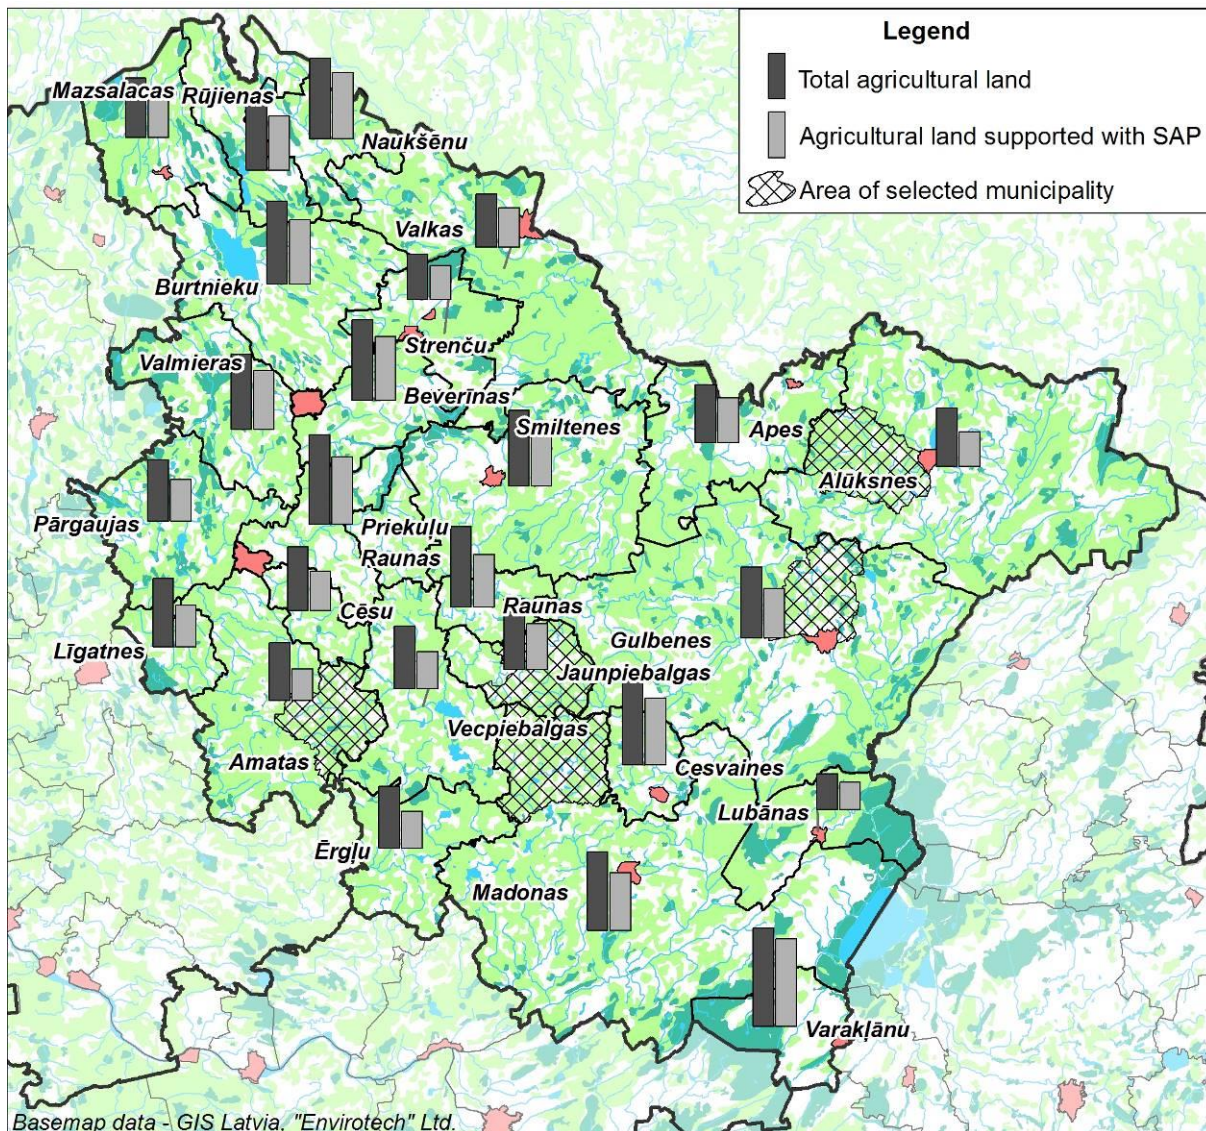 Legend
Total agricultural land
Agricultural land supported with SAP
Area of selected municipality
Mazsalacas
Rūjienas
Naukšēnu
Valkas
Burtnieku
Strenču
Valmieras
Beverīnas
Smiltenes
Apes
Alūksnes
Pārgaujas
Priekuļu
Raunas
Cēsu
Raunas
Līgatnes
Gulbenes
Jaunpiebalgas
Vecpiebalgas
Amatas
Cesvaines
Lubānas
Ērgļu
Madonas
Varakļānu
Basemap data - GIS Latvia, "Envirotech" Ltd.